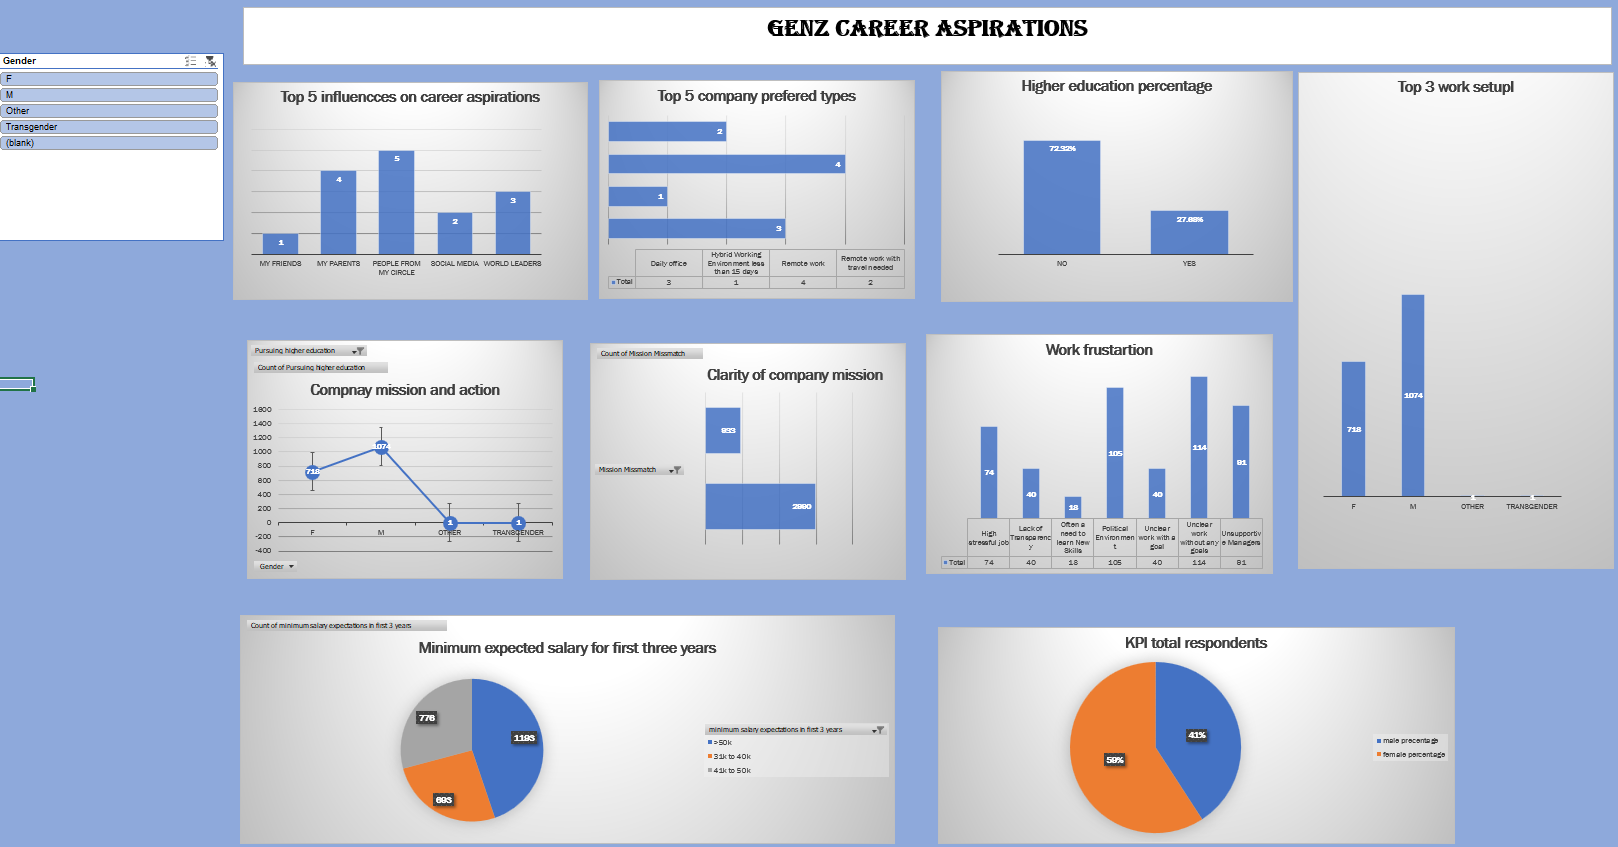 GENZ CAREER ASPIRATIONS
Gender
F
M
Other
Transgender
(blank)
Top 5 influencces on career aspirations
1
4
5
2
3
MY FRIENDS
MY PARENTS
PEOPLE FROM
MY CIRCLE
SOCIAL MEDIA
WORLD LEADERS
Top 5 company prefered types
2
4
1
3
Daily office
Hybrid Working
Environment less
than 15 days
Remote work
Remote work with
travel needed
Total
3
1
4
2
Higher education percentage
72.32%
27.68%
NO
YES
Top 3 work setupl
718
1074
1
1
F
M
OTHER
TRANSGENDER
Pursuing higher education
Count of Pursuing higher education
Compnay mission and action
1600
1400
1200
1000
800
600
400
200
0
-200
-400
718
1074
1
1
F
M
OTHER
TRANSGENDER
Gender
Count of Mission Missmatch
Clarity of company mission
933
Mission Missmatch
2980
Work frustartion
74
40
18
105
40
114
91
High
stressful job
Lack of
Transparenc
y
Often a
need to
learn New
Skills
Political
Environmen
t
Unclear
work with a
goal
Unclear
work
without any
goals
Unsupportiv
e Managers
Total
74
40
18
105
40
114
91
Count of minimum salary expectations in first 3 years
Minimum expected salary for first three years
776
1193
693
minimum salary expectations in first 3 years
>50k
31k to 40k
41k to 50k
KPI total respondents
41%
59%
male precentage
female percentage